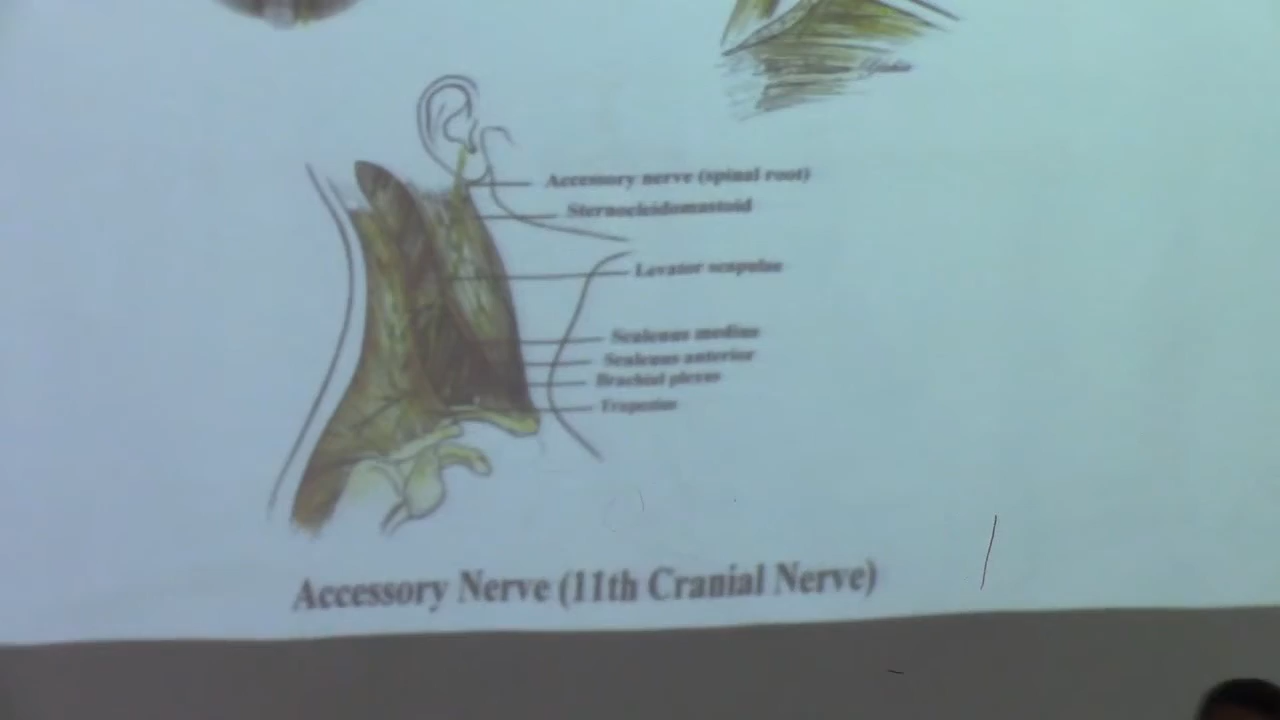 Accessory nerve (spinal root)
Sternocleidomastoid
Levator scapulae
Scalenus medius
Scalenus anterior
Brachial plexus
Trapezius
Accessory Nerve (11th Cranial Nerve)